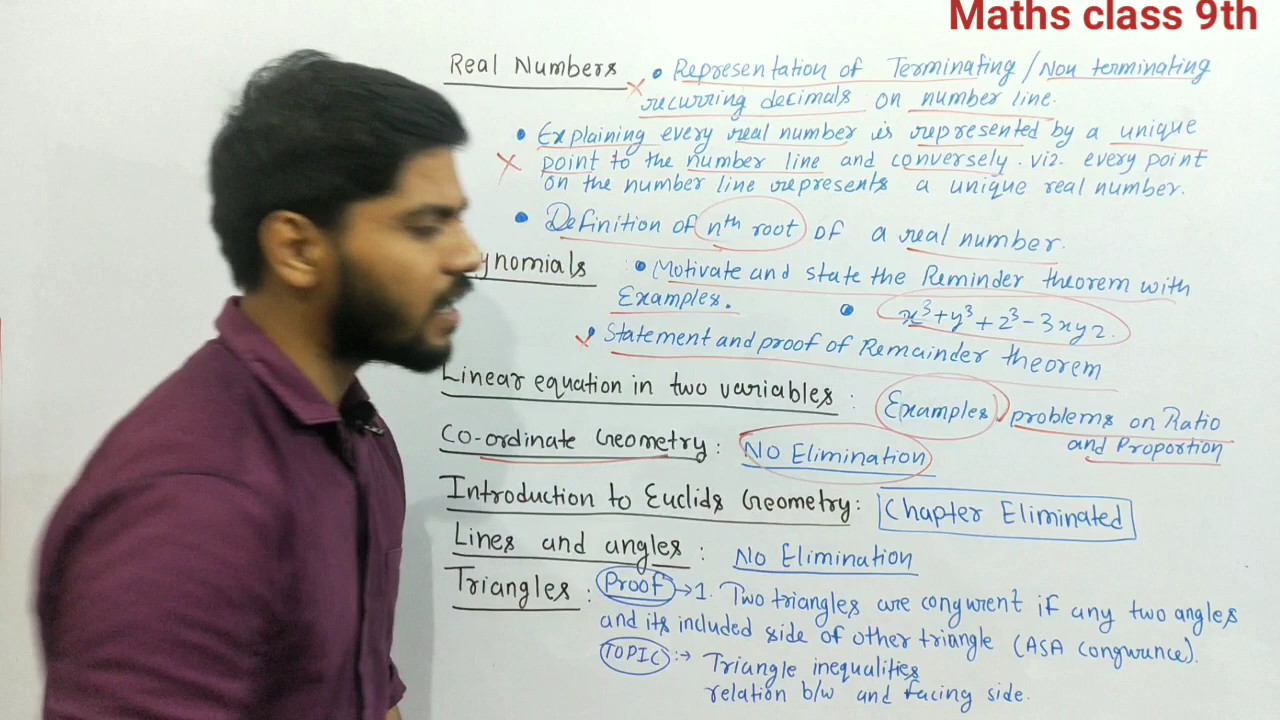 Maths class 9th
Real Numbers • Representation of Terminating / Non terminating
recurring decimals on number line.
• Explaining every real number is represented by a unique
point to the number line and conversely. viz. every point
on the number line represents a unique real number.
• Definition of nth root of a real number.
ynomials • Motivate and state the Reminder theorem with
Examples. • x³+y³+z³-3xyz.
Statement and proof of Remainder theorem
Linear equation in two variables : Examples, problems on Ratio
and Proportion
Co-ordinate Geometry : No Elimination
Introduction to Euclids Geometry : Chapter Eliminated
Lines and angles : No Elimination
Triangles : Proof → 1. Two triangles are congurent if any two angles
and its included side of other triangle (ASA congurance).
TOPIC :→ Triangle inequalities
relation b/w and facing side.